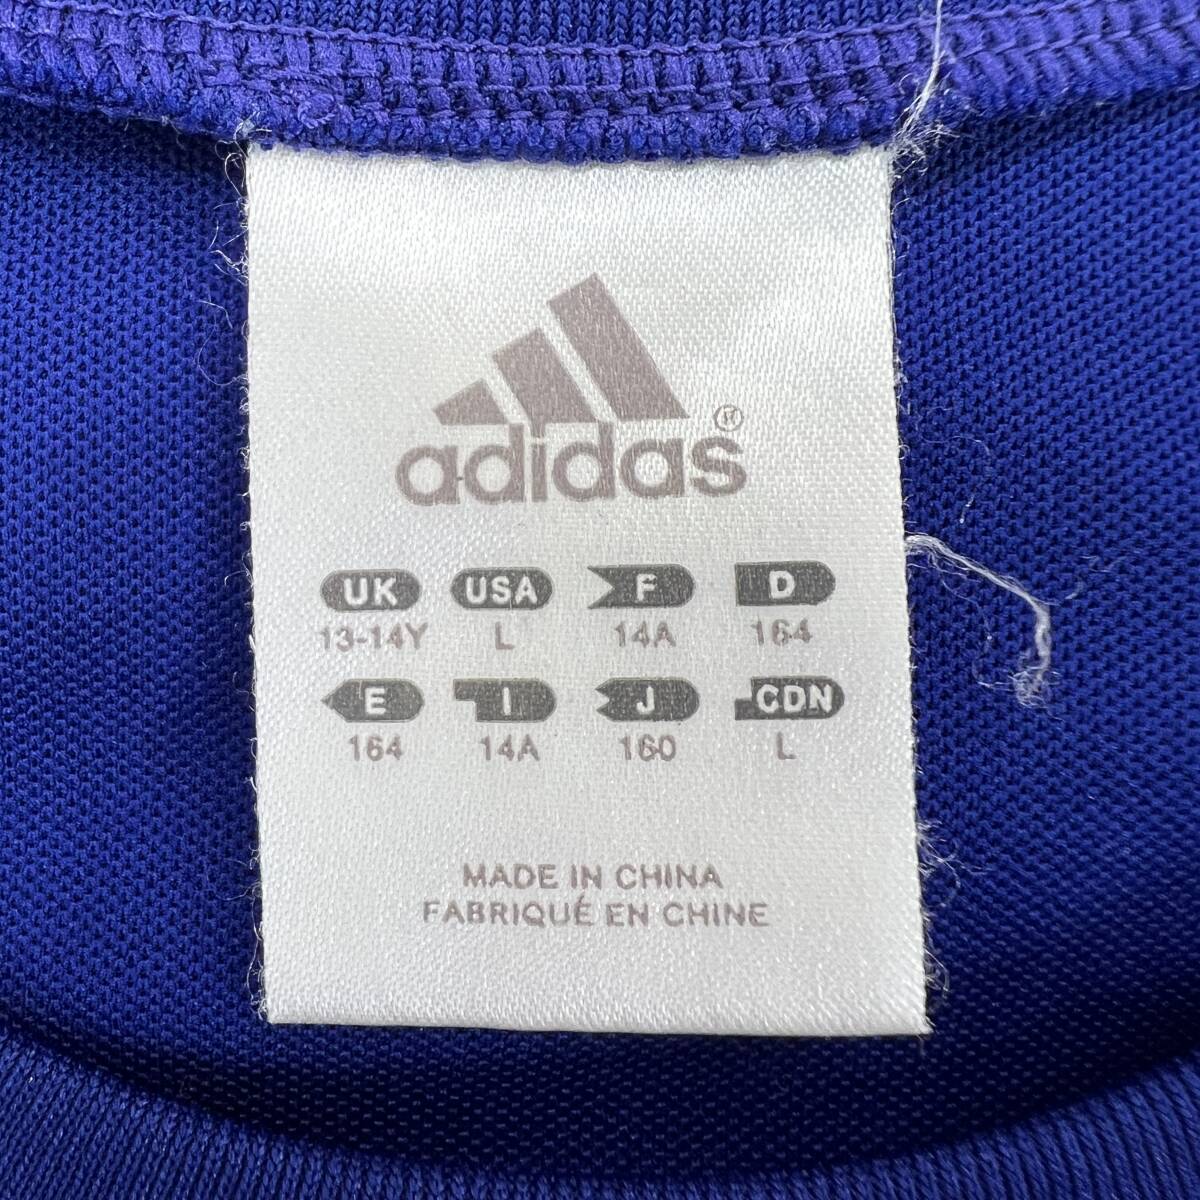 adidas®
UK USA F D
13-14Y L 14A 164
E I J CDN
164 14A 160 L
MADE IN CHINA
FABRIQUÉ EN CHINE